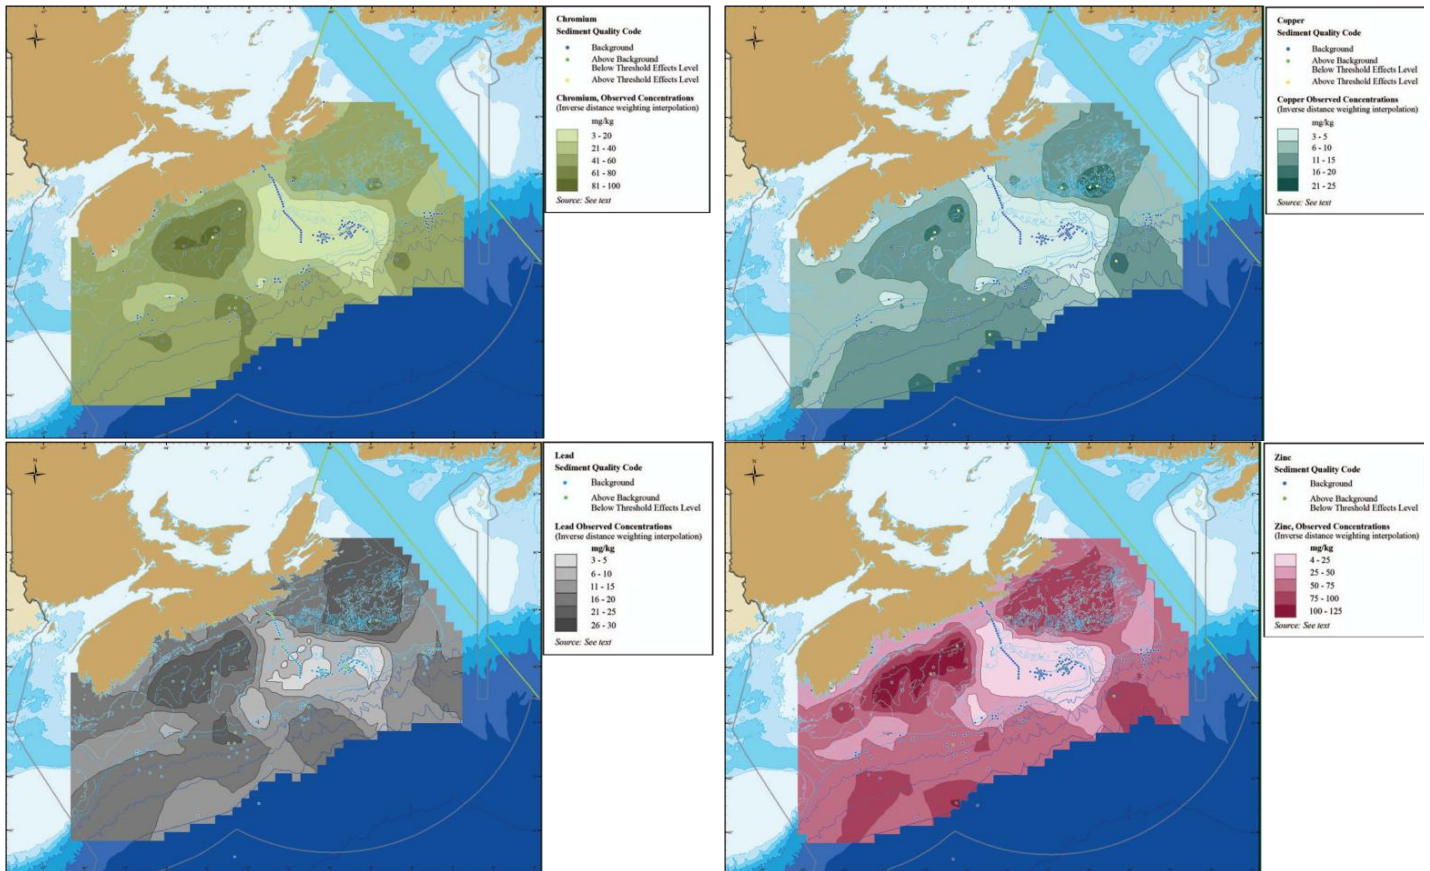 Chromium
Sediment Quality Code
Background
Above Background
Below Threshold Effects Level
Above Threshold Effects Level
Chromium, Observed Concentrations
(Inverse distance weighting interpolation)
mg/kg
3 - 20
21 - 40
41 - 60
61 - 80
81 - 100
Source: See text
N
Copper
Sediment Quality Code
Background
Above Background
Below Threshold Effects Level
Above Threshold Effects Level
Copper Observed Concentrations
(Inverse distance weighting interpolation)
mg/kg
3 - 5
6 - 10
11 - 15
16 - 20
21 - 25
Source: See text
N
Lead
Sediment Quality Code
Background
Above Background
Below Threshold Effects Level
Lead Observed Concentrations
(Inverse distance weighting interpolation)
mg/kg
3 - 5
6 - 10
11 - 15
16 - 20
21 - 25
26 - 30
Source: See text
N
Zinc
Sediment Quality Code
Background
Above Background
Below Threshold Effects Level
Zinc, Observed Concentrations
(Inverse distance weighting interpolation)
mg/kg
4 - 25
25 - 50
50 - 75
75 - 100
100 - 125
Source: See text
N